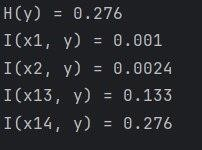 H(y) = 0.276
I(x1, y) = 0.001
I(x2, y) = 0.0024
I(x13, y) = 0.133
I(x14, y) = 0.276